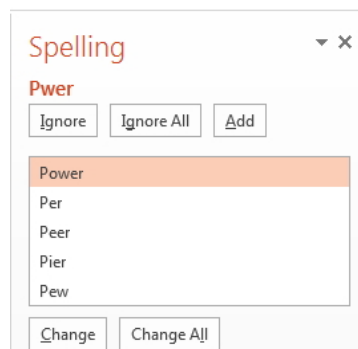 Spelling
Pwer
Ignore Ignore All Add
Power
Per
Peer
Pier
Pew
Change Change All